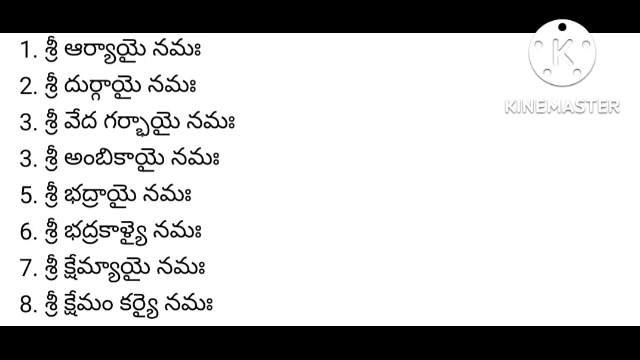 1. శ్రీ ఆర్యాయై నమః
2. శ్రీ దుర్గాయై నమః
3. శ్రీ వేద గర్భాయై నమః
3. శ్రీ అంబికాయై నమః
5. శ్రీ భద్రాయై నమః
6. శ్రీ భద్రకాళ్యై నమః
7. శ్రీ క్షేమ్యాయై నమః
8. శ్రీ క్షేమం కర్యై నమః
K
KINEMASTER